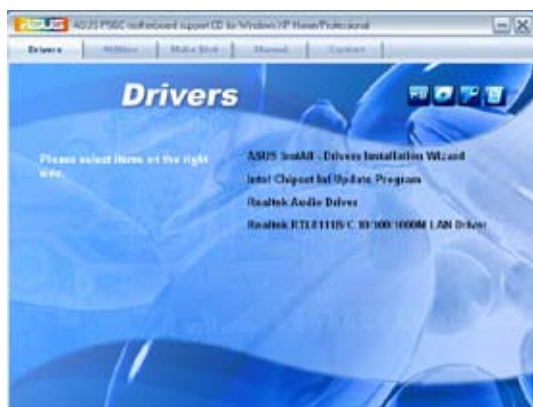 ASUS
ASUS P5GC motherboard support CD for Windows XP Home/Professional
Drivers
Utilities
Make Disk
Manual
Contact
Drivers
Please select items on the right side.
ASUS InstAll - Drivers Installation Wizard
Intel Chipset Inf Update Program
Realtek Audio Driver
Realtek RTL8111B/C 10/100/1000M LAN Driver